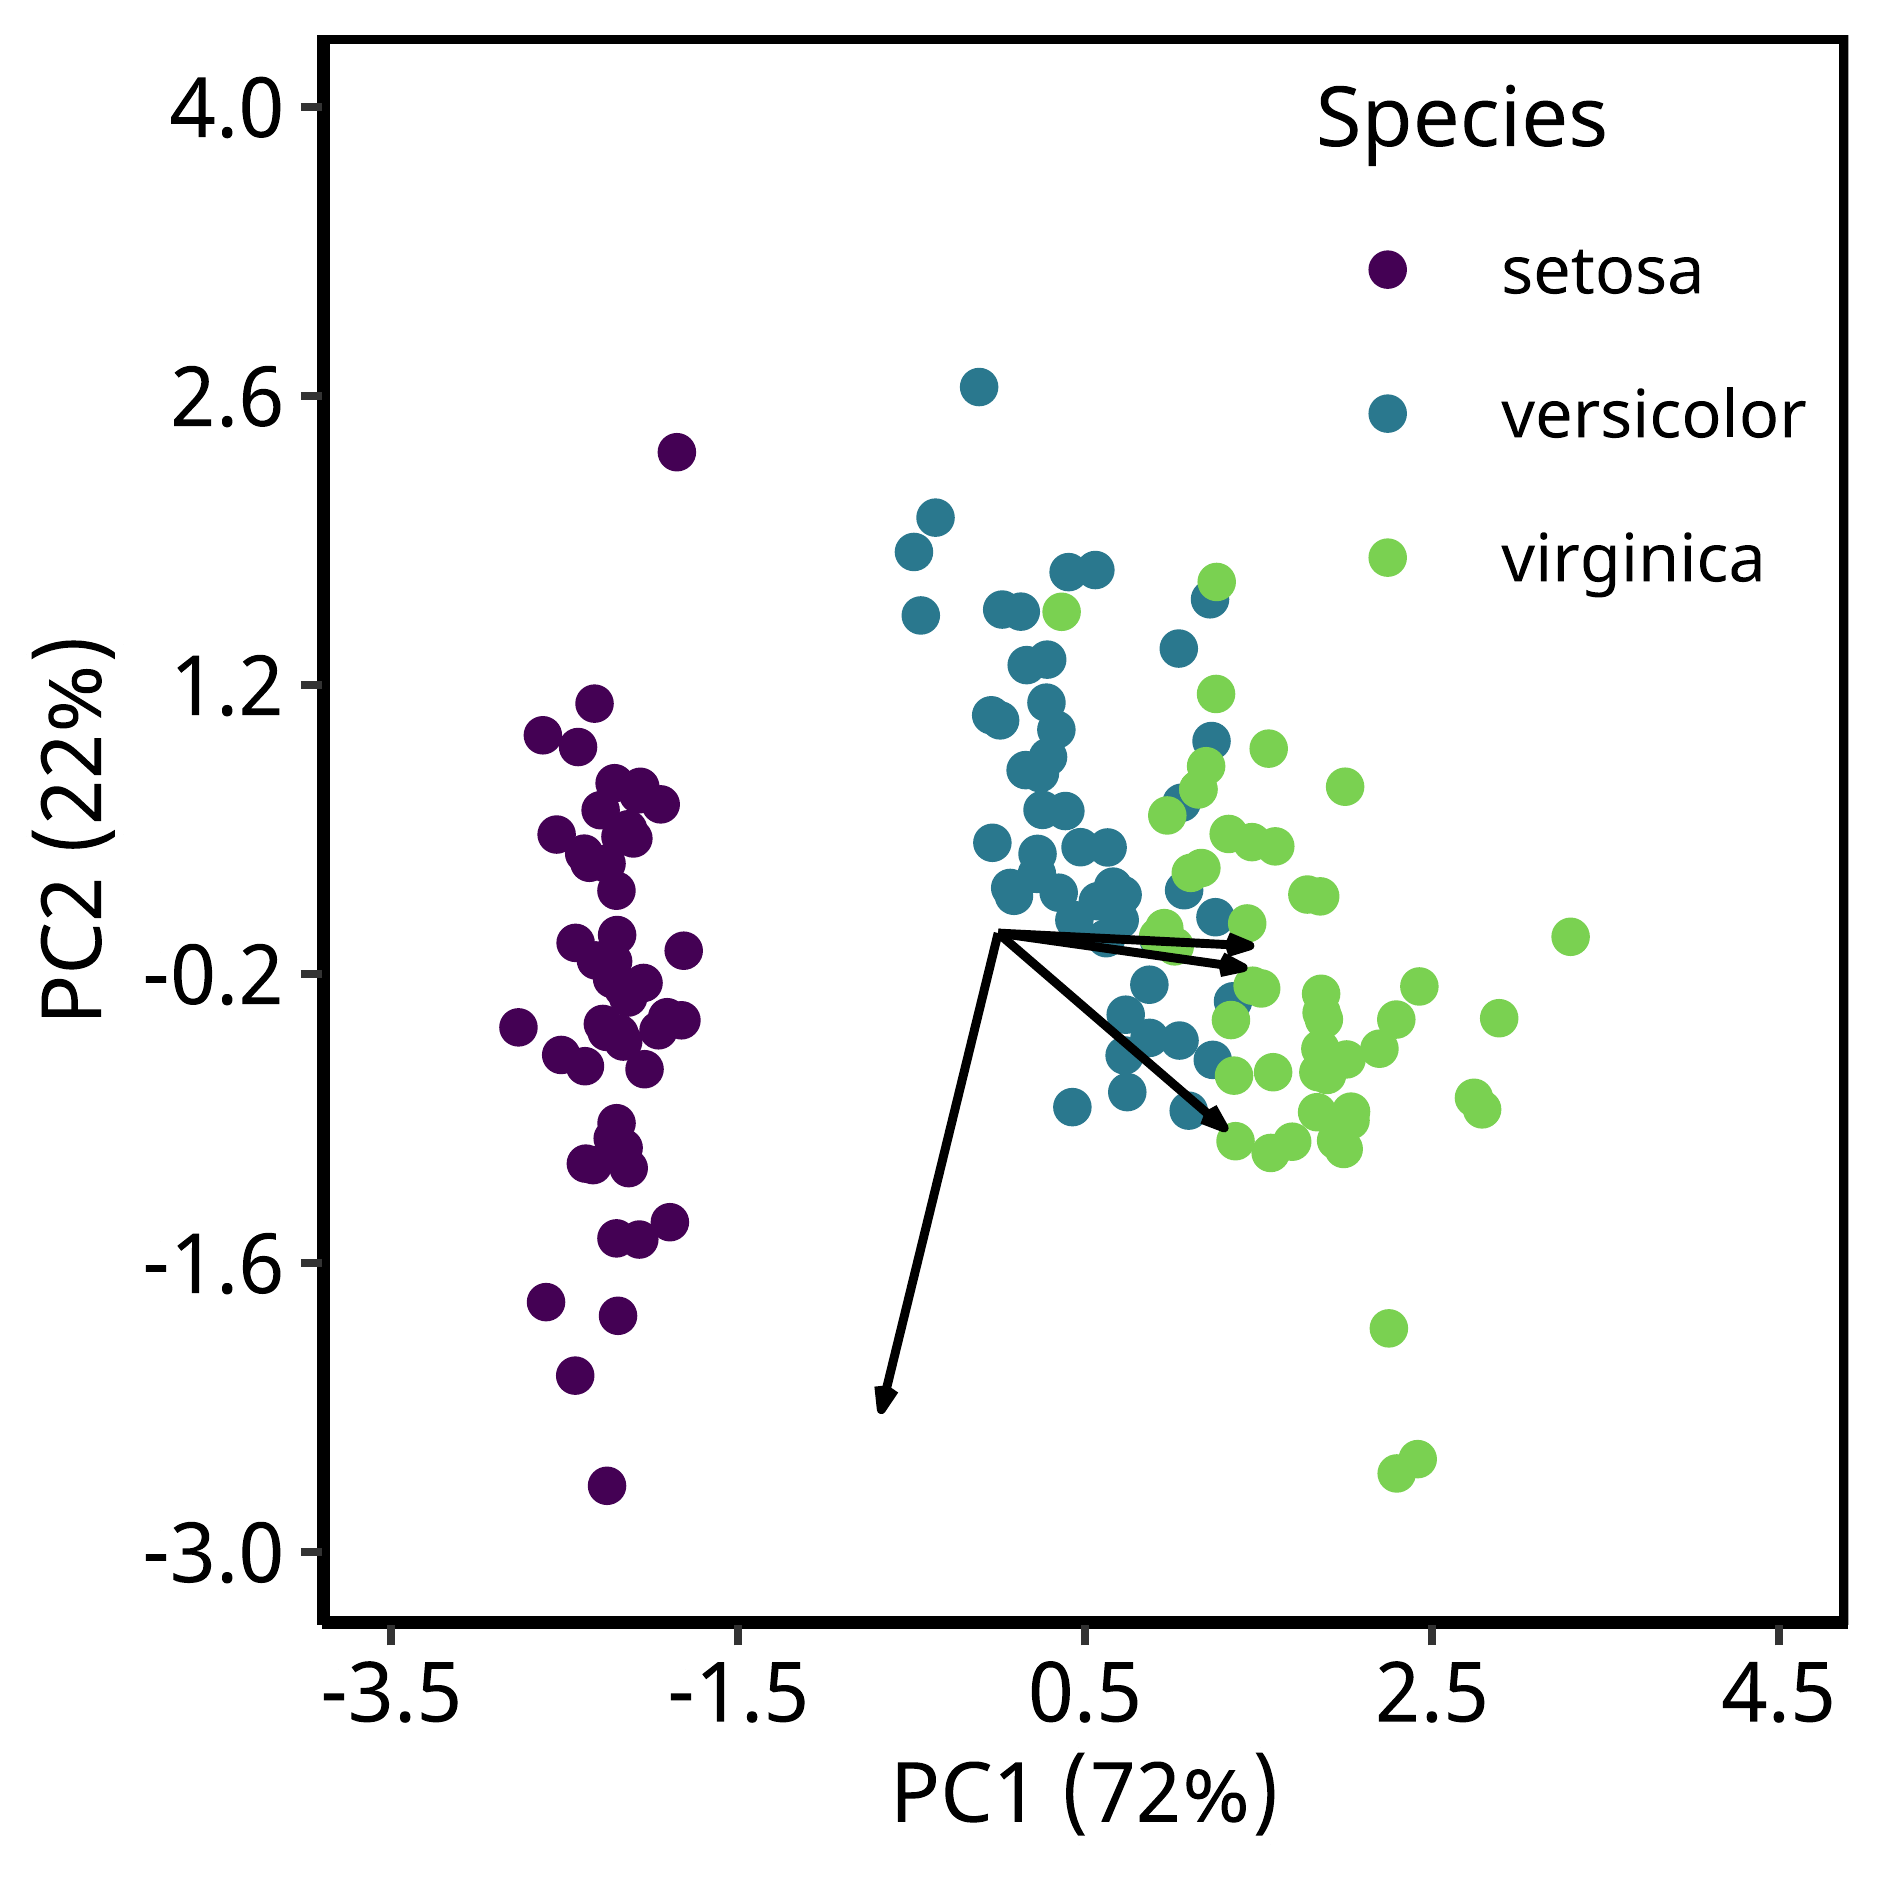 Species
setosa
versicolor
virginica
PC2 (22%)
4.0
2.6
1.2
-0.2
-1.6
-3.0
-3.5 -1.5 0.5 2.5 4.5
PC1 (72%)